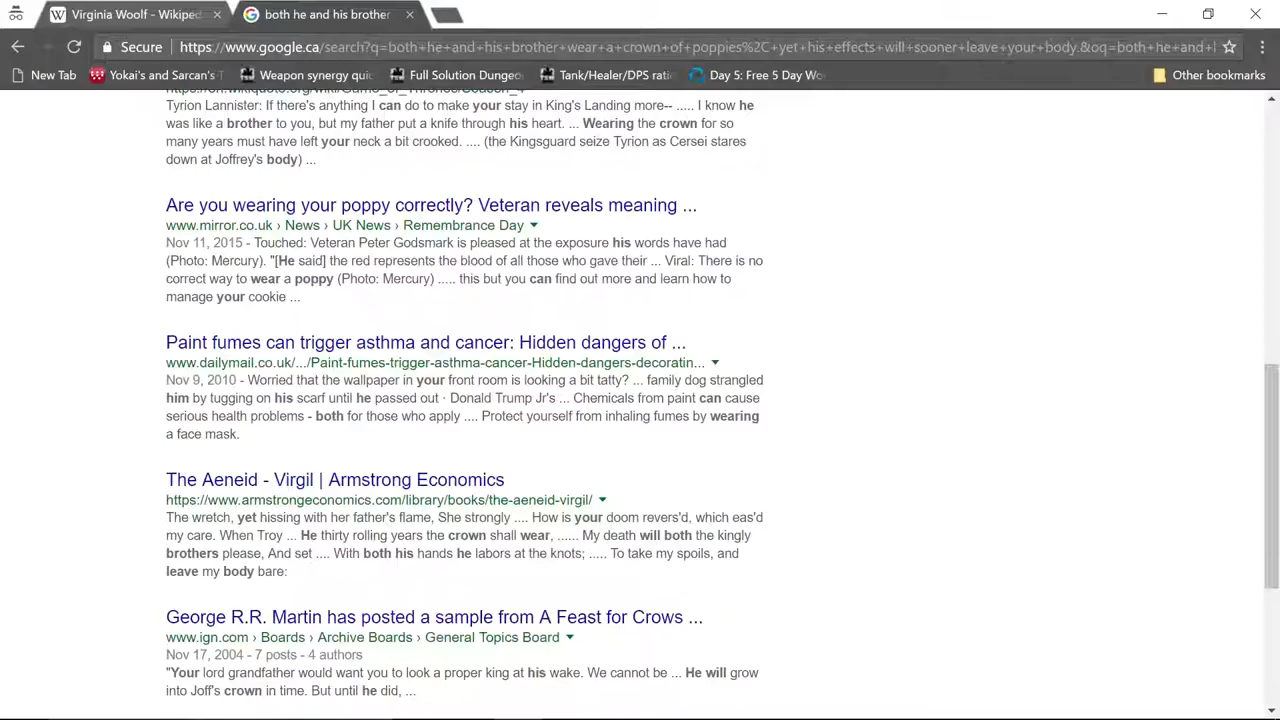 Virginia Woolf - Wikiped
both he and his brother
Secure https://www.google.ca/search?q=both+he+and+his+brother+wear+a+crown+of+poppies%2C+yet+his+effects+will+sooner+leave+your+body.&oq=both+he+and+l
New Tab Yokai's and Sarcan's T Weapon synergy quic Full Solution Dungeo Tank/Healer/DPS rati Day 5: Free 5 Day Wo Other bookmarks
Tyrion Lannister: If there's anything I can do to make your stay in King's Landing more-- ..... I know he
was like a brother to you, but my father put a knife through his heart. ... Wearing the crown for so
many years must have left your neck a bit crooked. .... (the Kingsguard seize Tyrion as Cersei stares
down at Joffrey's body) ...
Are you wearing your poppy correctly? Veteran reveals meaning ...
www.mirror.co.uk › News › UK News › Remembrance Day
Nov 11, 2015 - Touched: Veteran Peter Godsmark is pleased at the exposure his words have had
(Photo: Mercury). "[He said] the red represents the blood of all those who gave their ... Viral: There is no
correct way to wear a poppy (Photo: Mercury) ..... this but you can find out more and learn how to
manage your cookie ...
Paint fumes can trigger asthma and cancer: Hidden dangers of ...
www.dailymail.co.uk/.../Paint-fumes-trigger-asthma-cancer-Hidden-dangers-decoratin...
Nov 9, 2010 - Worried that the wallpaper in your front room is looking a bit tatty? ... family dog strangled
him by tugging on his scarf until he passed out · Donald Trump Jr's ... Chemicals from paint can cause
serious health problems - both for those who apply .... Protect yourself from inhaling fumes by wearing
a face mask.
The Aeneid - Virgil | Armstrong Economics
https://www.armstrongeconomics.com/library/books/the-aeneid-virgil/
The wretch, yet hissing with her father's flame, She strongly .... How is your doom revers'd, which eas'd
my care. When Troy ... He thirty rolling years the crown shall wear, ...... My death will both the kingly
brothers please, And set .... With both his hands he labors at the knots; ..... To take my spoils, and
leave my body bare:
George R.R. Martin has posted a sample from A Feast for Crows ...
www.ign.com › Boards › Archive Boards › General Topics Board
Nov 17, 2004 - 7 posts - 4 authors
"Your lord grandfather would want you to look a proper king at his wake. We cannot be ... He will grow
into Joff's crown in time. But until he did, ...